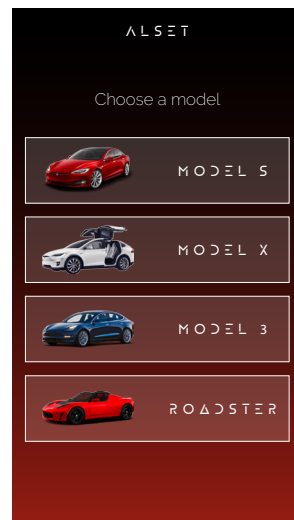 ALSET
Choose a model
MODEL S
MODEL X
MODEL 3
ROADSTER